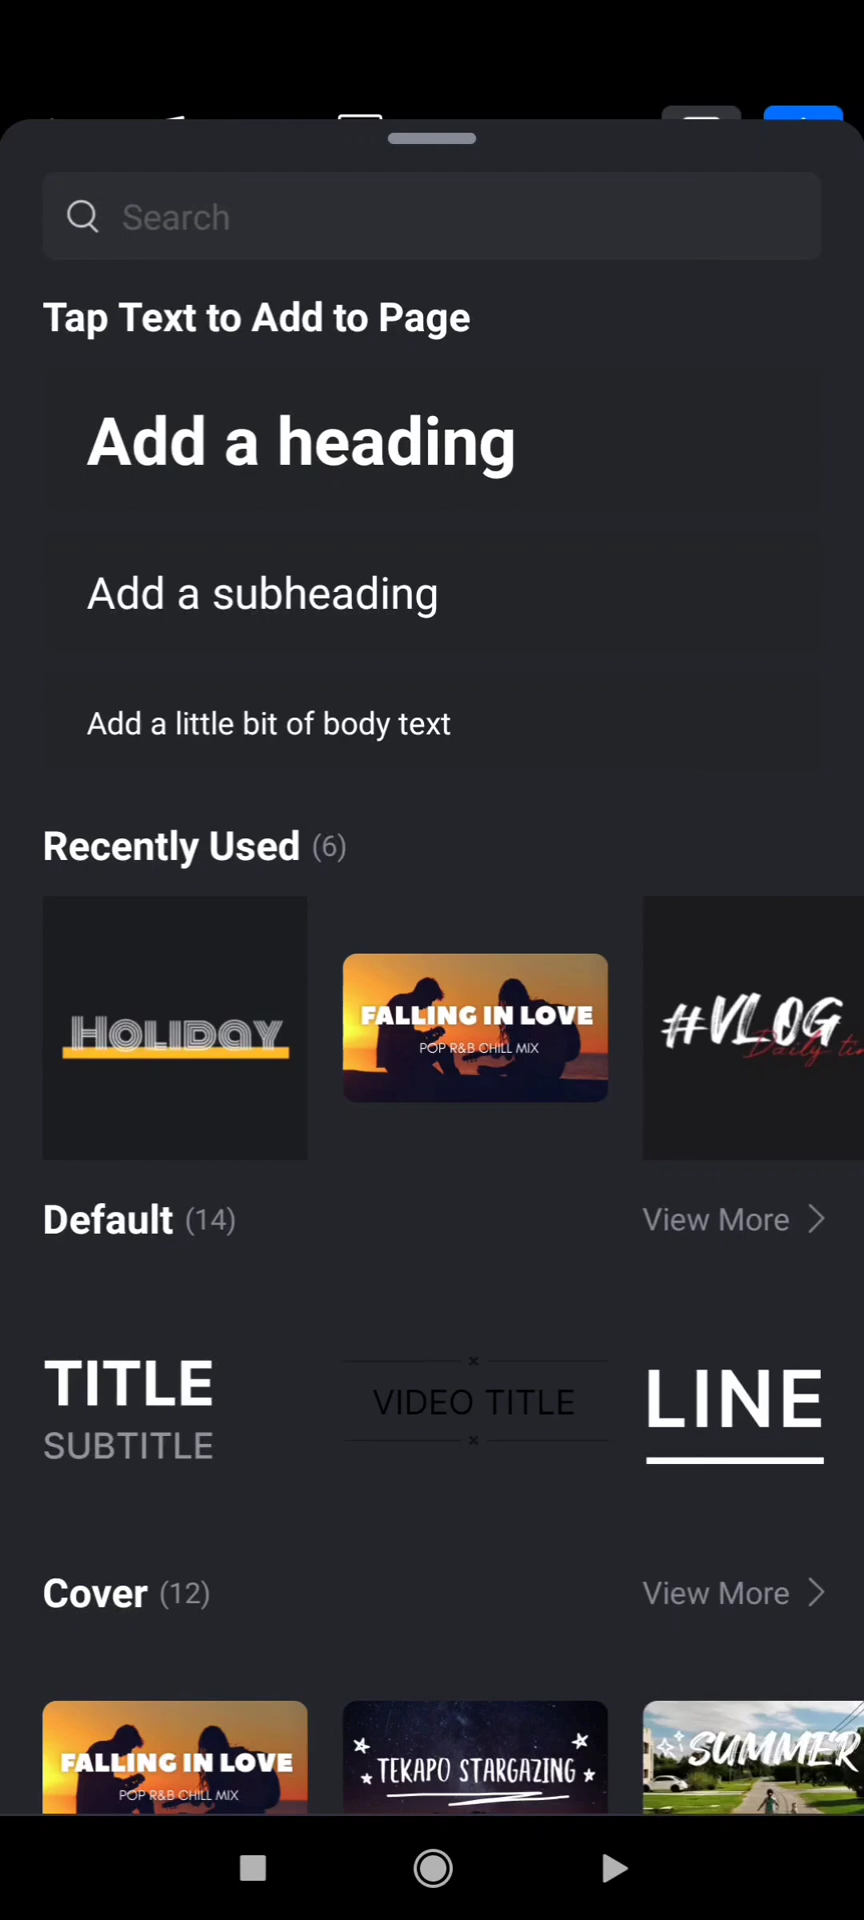 Search
Tap Text to Add to Page
Add a heading
Add a subheading
Add a little bit of body text
Recently Used (6)
HOLIDAY
FALLING IN LOVE
POP R&B CHILL MIX
#VLOG
Daily
Default (14)
View More
TITLE
SUBTITLE
VIDEO TITLE
LINE
Cover (12)
View More
FALLING IN LOVE
POP R&B CHILL MIX
TEKAPO STARGAZING
SUMMER